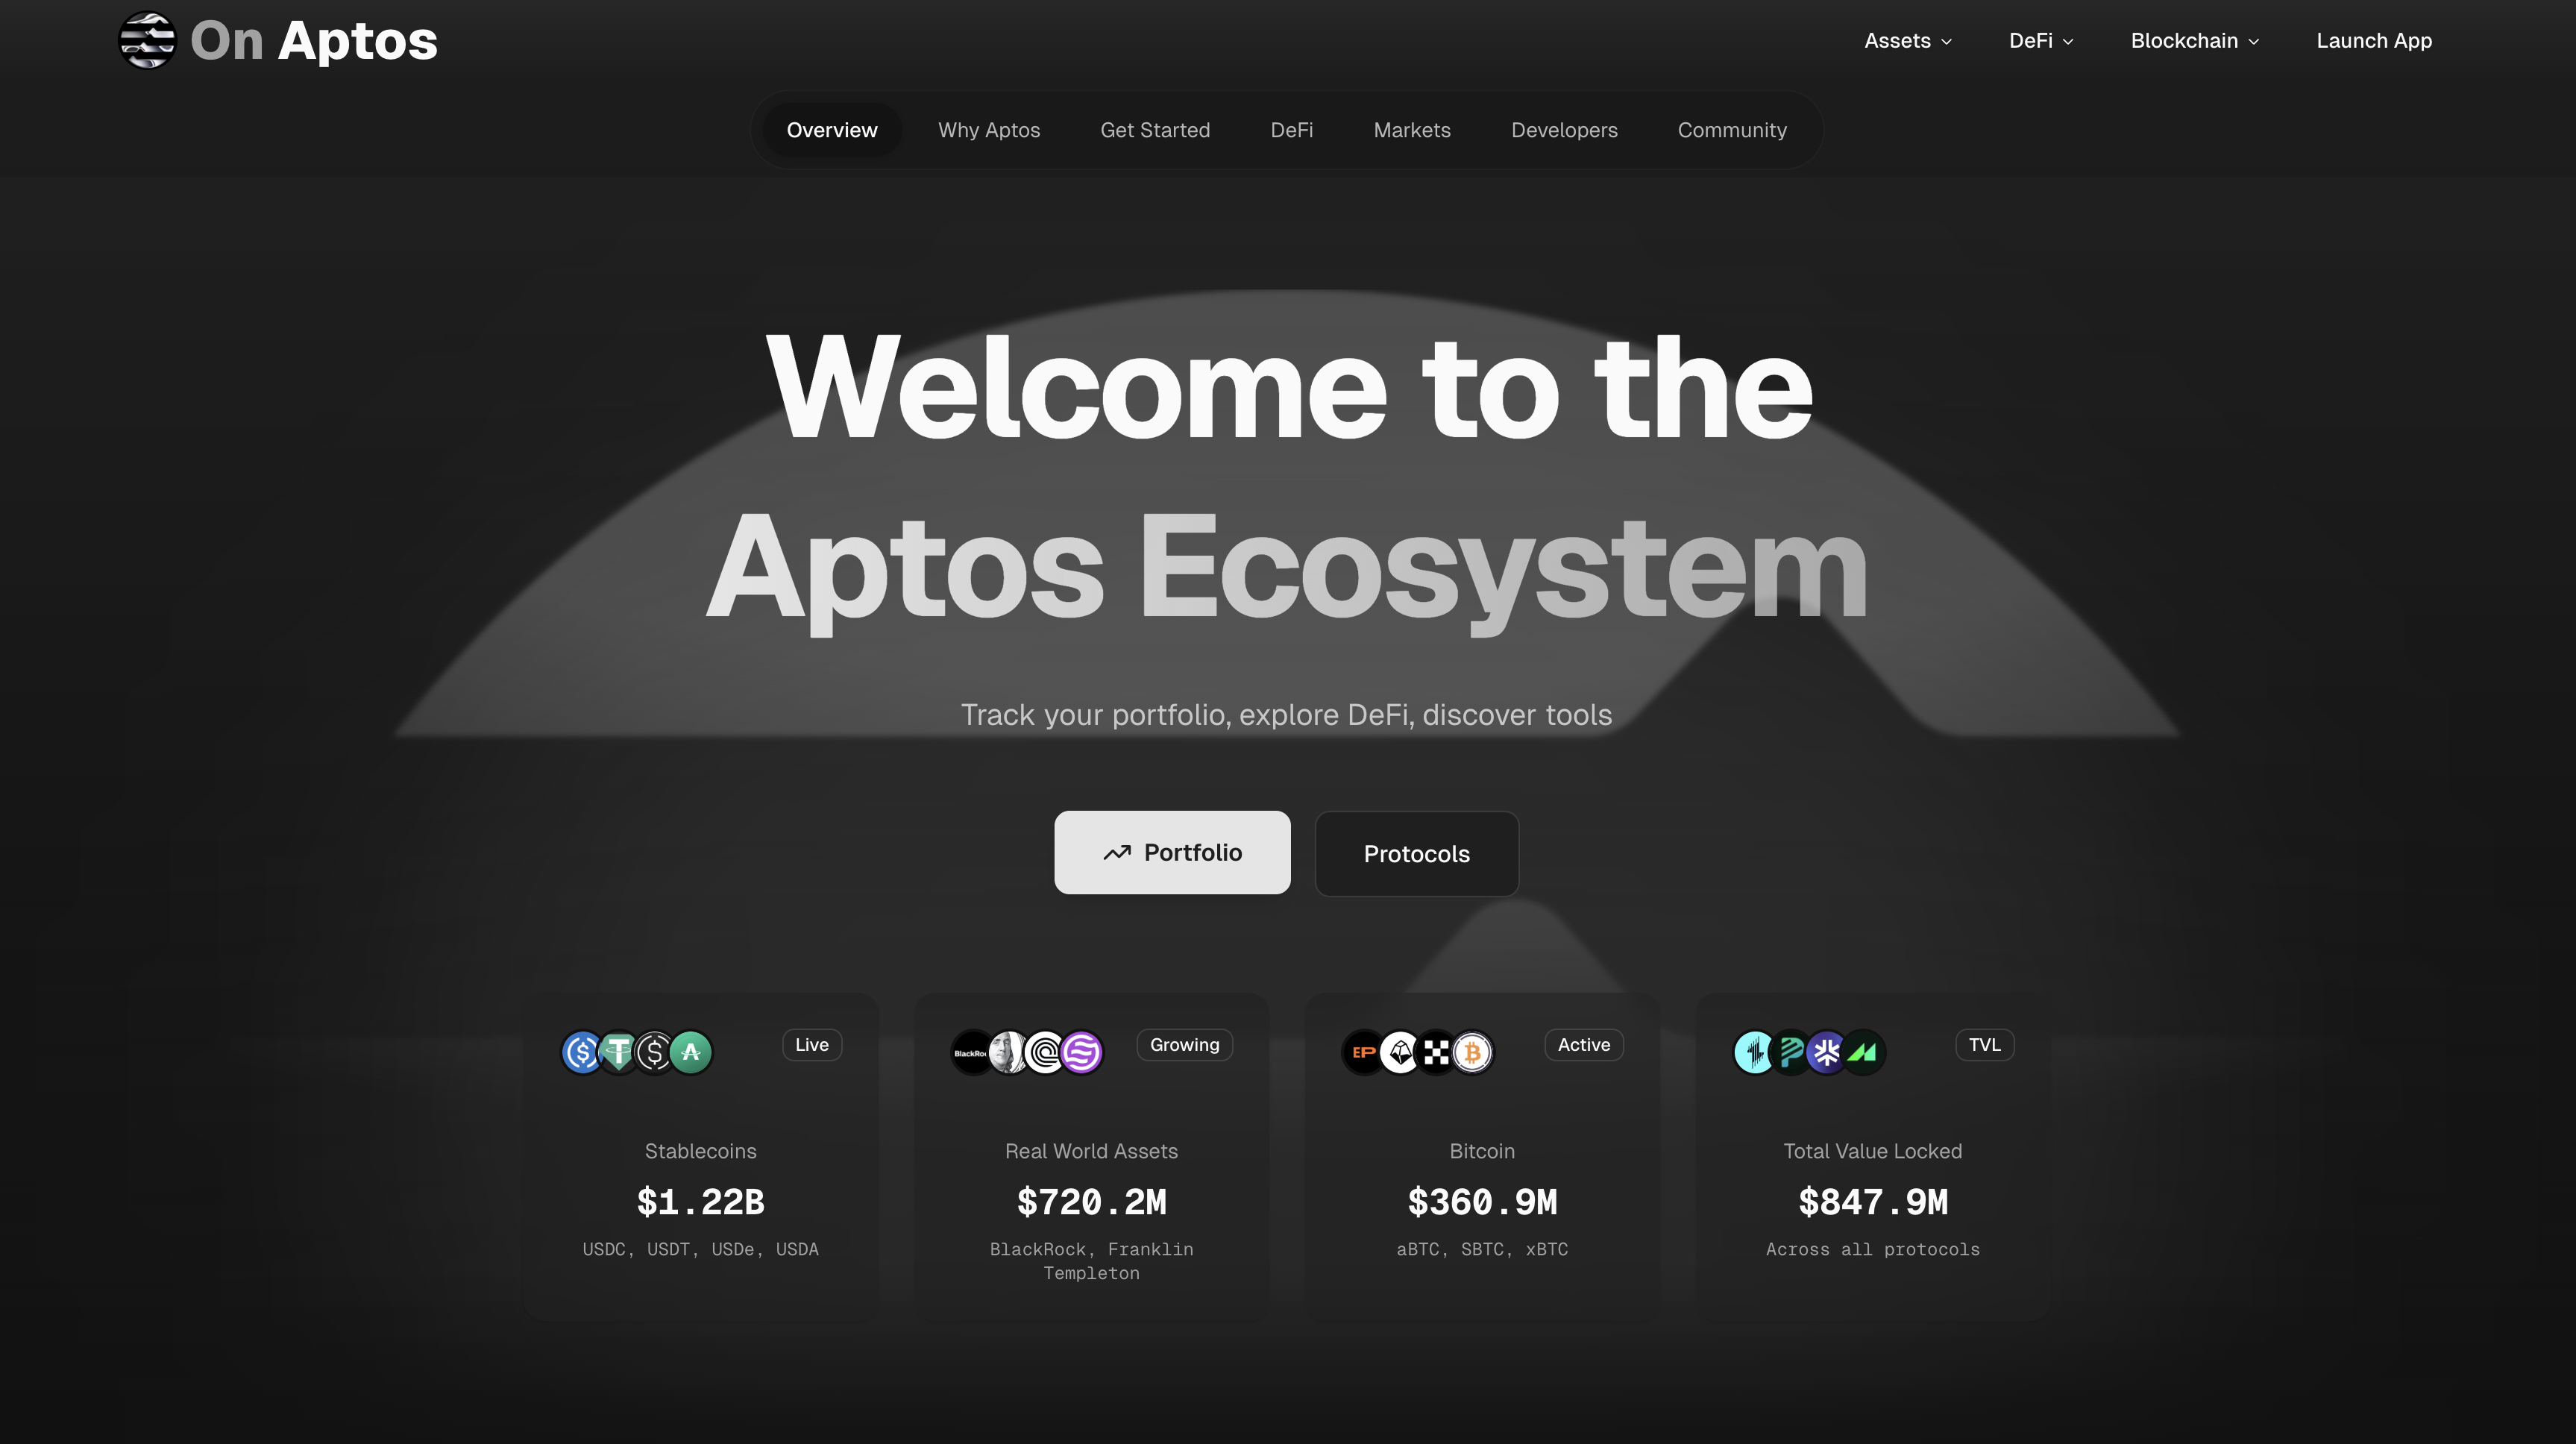 On Aptos
Assets
DeFi
Blockchain
Launch App
Overview
Why Aptos
Get Started
DeFi
Markets
Developers
Community
Welcome to the
Aptos Ecosystem
Track your portfolio, explore DeFi, discover tools
Portfolio
Protocols
Live
Stablecoins
$1.22B
USDC, USDT, USDe, USDA
Growing
Real World Assets
$720.2M
BlackRock, Franklin
Templeton
EP
Active
Bitcoin
$360.9M
aBTC, SBTC, xBTC
TVL
Total Value Locked
$847.9M
Across all protocols